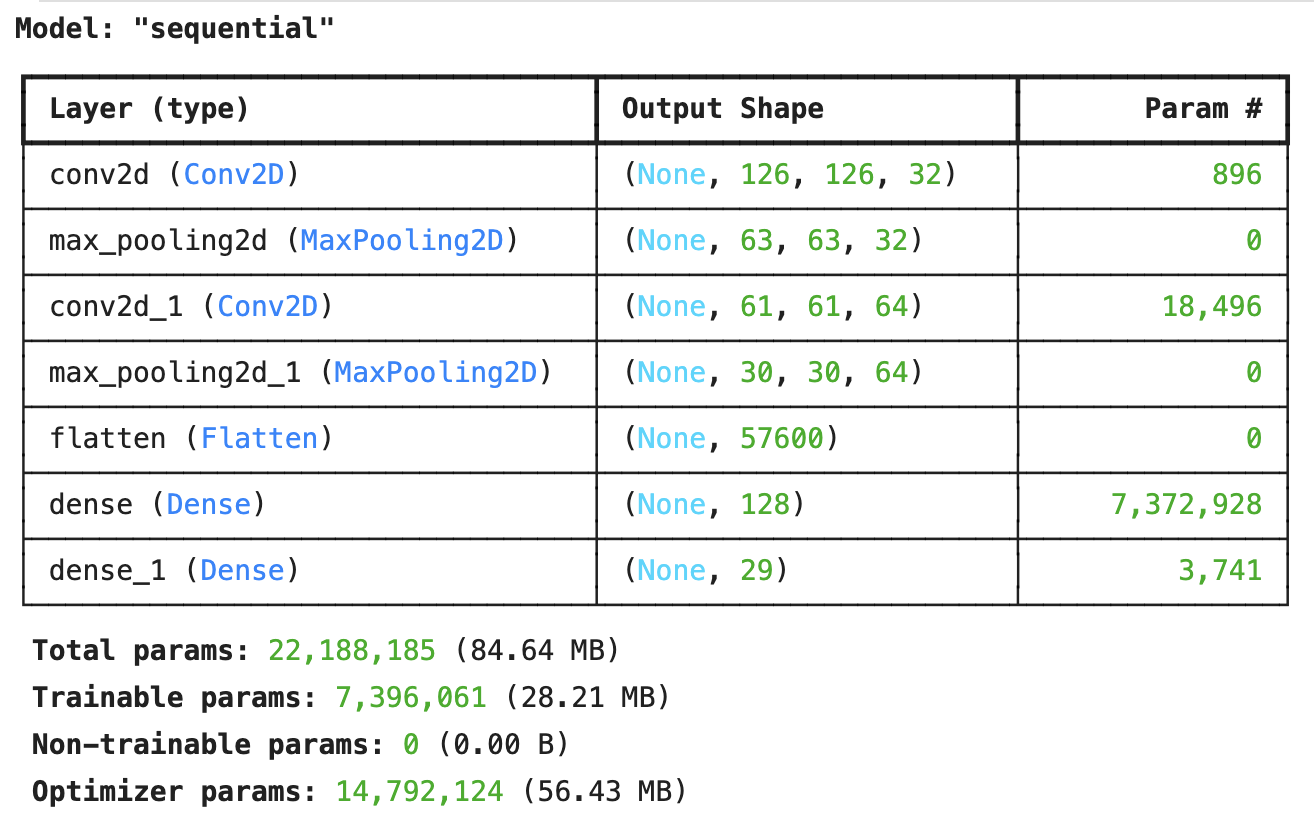 Model: "sequential"
Layer (type) Output Shape Param #
conv2d (Conv2D) (None, 126, 126, 32) 896
max_pooling2d (MaxPooling2D) (None, 63, 63, 32) 0
conv2d_1 (Conv2D) (None, 61, 61, 64) 18,496
max_pooling2d_1 (MaxPooling2D) (None, 30, 30, 64) 0
flatten (Flatten) (None, 57600) 0
dense (Dense) (None, 128) 7,372,928
dense_1 (Dense) (None, 29) 3,741
Total params: 22,188,185 (84.64 MB)
Trainable params: 7,396,061 (28.21 MB)
Non-trainable params: 0 (0.00 B)
Optimizer params: 14,792,124 (56.43 MB)